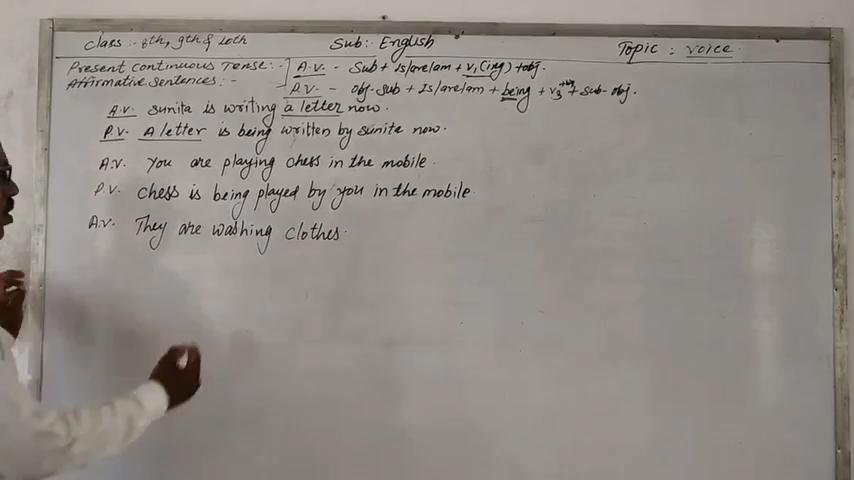 Class :- 8th, 9th & 10th Sub:- English Topic : voice.
Present Continuous Tense :- A.V. - Sub + Is/are/am + V1(ing) + obj.
Affirmative Sentences :- P.V. - obj-sub + Is/are/am + being + V3 + by + sub-obj.
A.V. Sunita is writing a letter now.
P.V. A letter is being written by sunita now.
A.V. You are playing chess in the mobile.
P.V. Chess is being played by you in the mobile.
A.V. They are washing clothes.